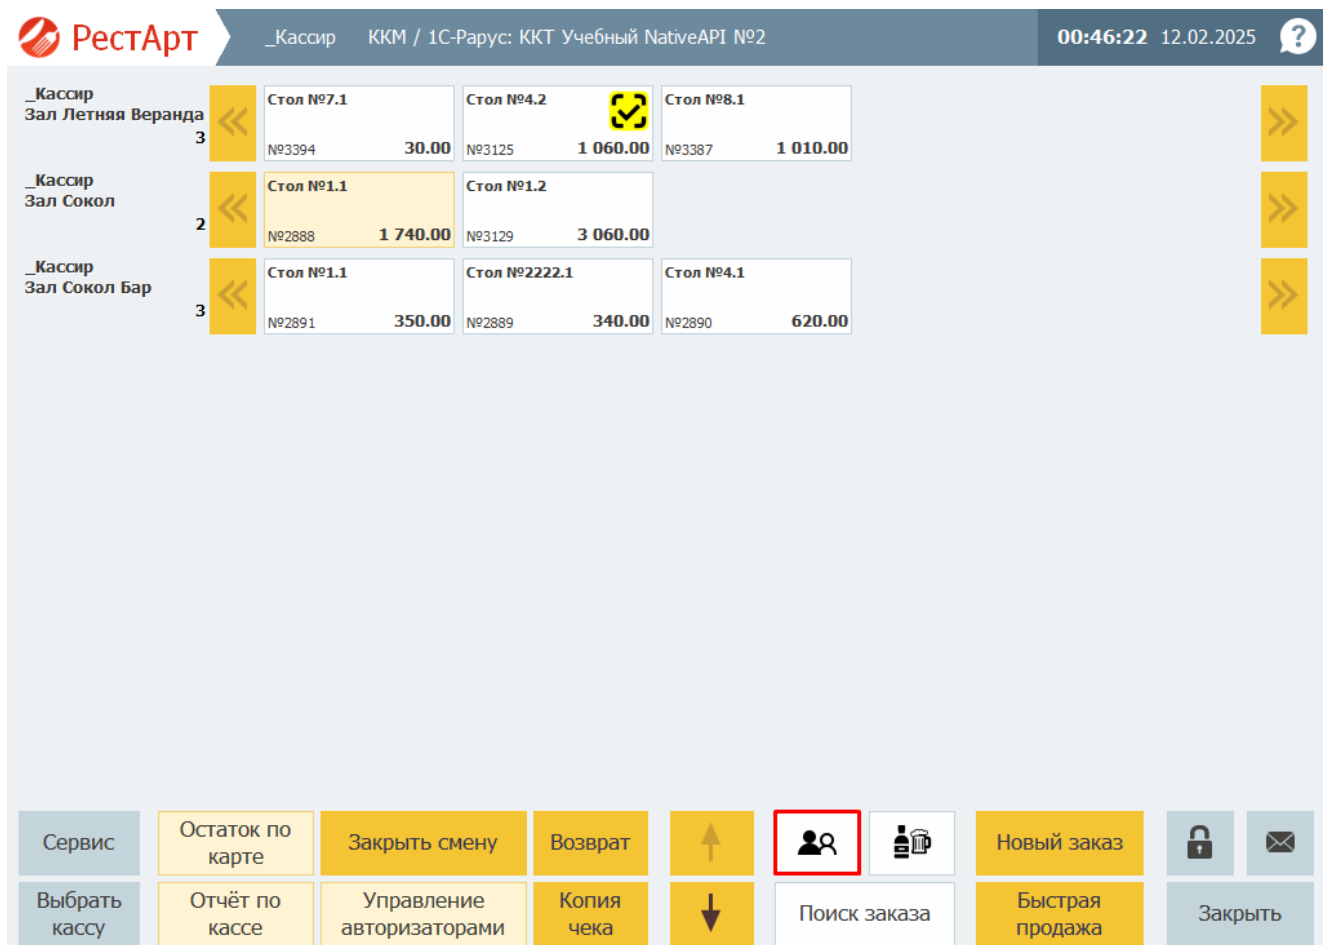 РестАрт
_Кассир ККМ / 1С-Рарус: ККТ Учебный NativeAPI №2
00:46:22 12.02.2025 ?
_Кассир
Зал Летняя Веранда
3
Стол №7.1
№3394 30.00
Стол №4.2
№3125 1 060.00
Стол №8.1
№3387 1 010.00
_Кассир
Зал Сокол
2
Стол №1.1
№2888 1 740.00
Стол №1.2
№3129 3 060.00
_Кассир
Зал Сокол Бар
3
Стол №1.1
№2891 350.00
Стол №2222.1
№2889 340.00
Стол №4.1
№2890 620.00
Сервис
Остаток по
карте
Закрыть смену
Возврат
Новый заказ
Выбрать
кассу
Отчёт по
кассе
Управление
авторизаторами
Копия
чека
Поиск заказа
Быстрая
продажа
Закрыть